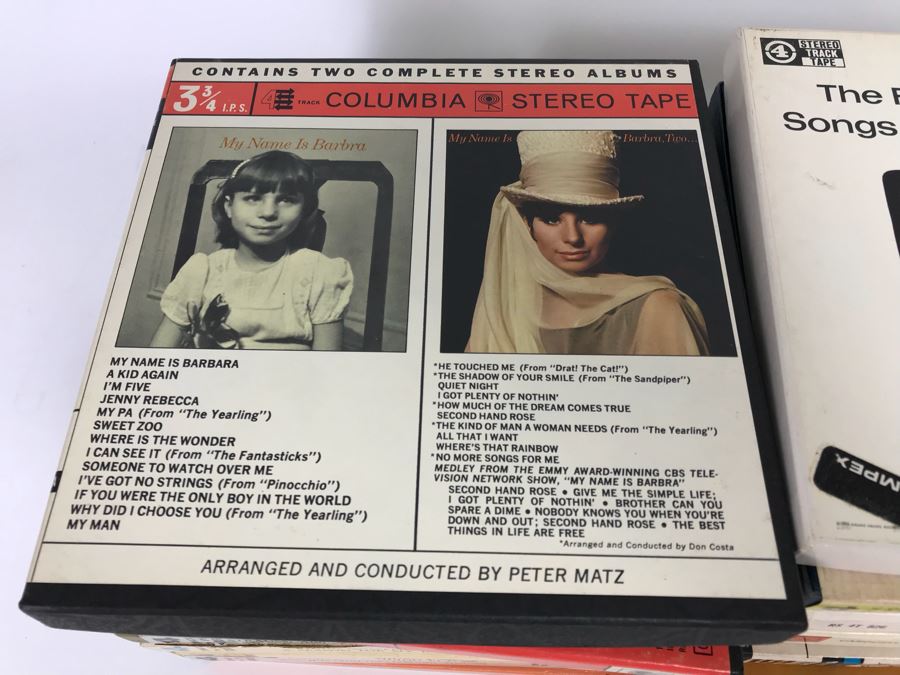 CONTAINS TWO COMPLETE STEREO ALBUMS
3 3/4 I.P.S.
4 TRACK COLUMBIA STEREO TAPE
My Name Is Barbra
MY NAME IS BARBARA
A KID AGAIN
I'M FIVE
JENNY REBECCA
MY PA (From "The Yearling")
SWEET ZOO
WHERE IS THE WONDER
I CAN SEE IT (From "The Fantasticks")
SOMEONE TO WATCH OVER ME
I'VE GOT NO STRINGS (From "Pinocchio")
IF YOU WERE THE ONLY BOY IN THE WORLD
WHY DID I CHOOSE YOU (From "The Yearling")
MY MAN
My Name Is Barbra, Two...
*HE TOUCHED ME (From "Drat! The Cat!")
*THE SHADOW OF YOUR SMILE (From "The Sandpiper")
QUIET NIGHT
I GOT PLENTY OF NOTHIN'
*HOW MUCH OF THE DREAM COMES TRUE
SECOND HAND ROSE
*THE KIND OF MAN A WOMAN NEEDS (From "The Yearling")
ALL THAT I WANT
WHERE'S THAT RAINBOW
*NO MORE SONGS FOR ME
MEDLEY FROM THE EMMY AWARD-WINNING CBS TELE-
VISION NETWORK SHOW, "MY NAME IS BARBRA"
SECOND HAND ROSE • GIVE ME THE SIMPLE LIFE;
I GOT PLENTY OF NOTHIN' • BROTHER CAN YOU
SPARE A DIME • NOBODY KNOWS YOU WHEN YOU'RE
DOWN AND OUT; SECOND HAND ROSE • THE BEST
THINGS IN LIFE ARE FREE
*Arranged and Conducted by Don Costa
ARRANGED AND CONDUCTED BY PETER MATZ
4 STEREO
TRACK
TAPE
The
Songs